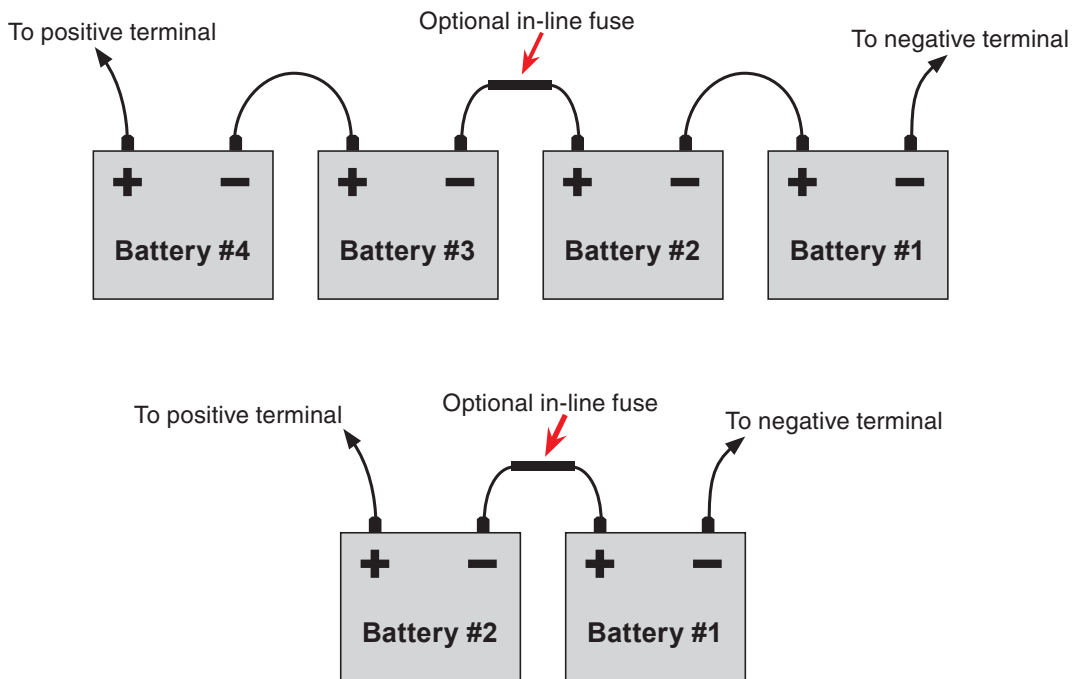 Optional in-line fuse
To positive terminal
To negative terminal
+ − + − + − + −
Battery #4 Battery #3 Battery #2 Battery #1
Optional in-line fuse
To positive terminal
To negative terminal
+ − + −
Battery #2 Battery #1